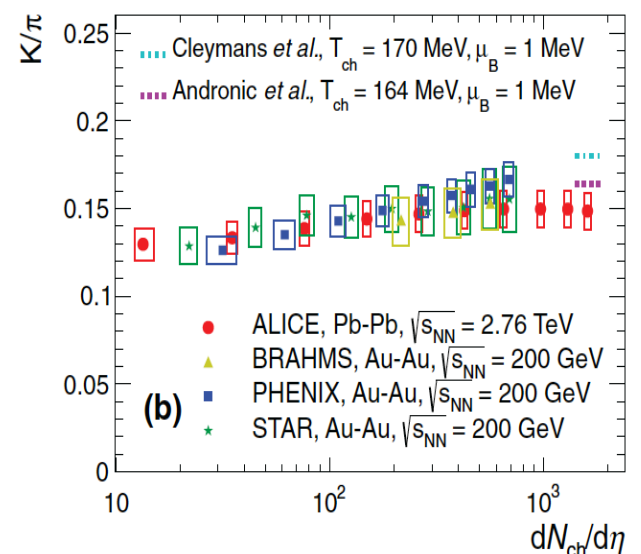 K/π
0.25
0.2
0.15
0.1
0.05
0
Cleymans et al., T_ch = 170 MeV, μ_B = 1 MeV
Andronic et al., T_ch = 164 MeV, μ_B = 1 MeV
ALICE, Pb-Pb, √s_NN = 2.76 TeV
BRAHMS, Au-Au, √s_NN = 200 GeV
(b)
PHENIX, Au-Au, √s_NN = 200 GeV
STAR, Au-Au, √s_NN = 200 GeV
10 10² 10³
dN_ch/dη